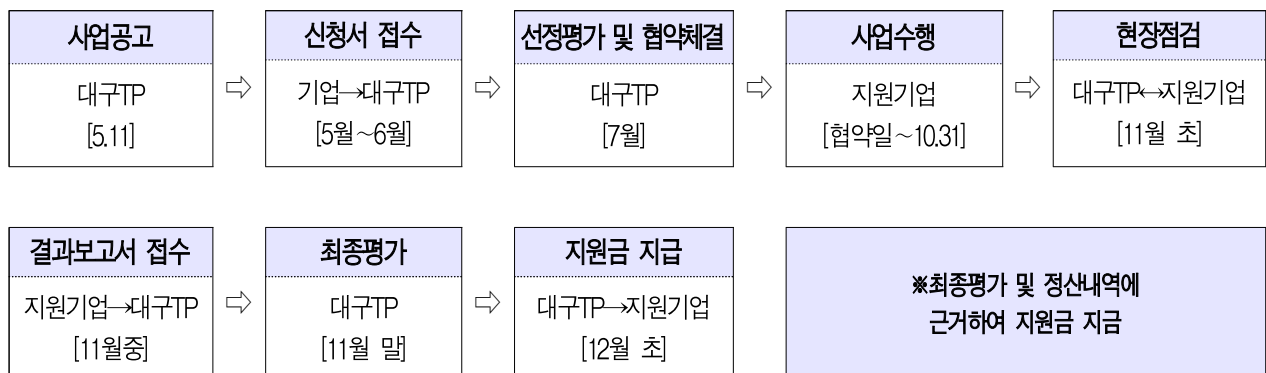 사업공고
대구TP
[5.11]
⇨
신청서 접수
기업→대구TP
[5월~6월]
⇨
선정평가 및 협약체결
대구TP
[7월]
⇨
사업수행
지원기업
[협약일~10.31]
⇨
현장점검
대구TP↔지원기업
[11월 초]
결과보고서 접수
지원기업→대구TP
[11월중]
⇨
최종평가
대구TP
[11월 말]
⇨
지원금 지급
대구TP→지원기업
[12월 초]
※최종평가 및 정산내역에
근거하여 지원금 지금